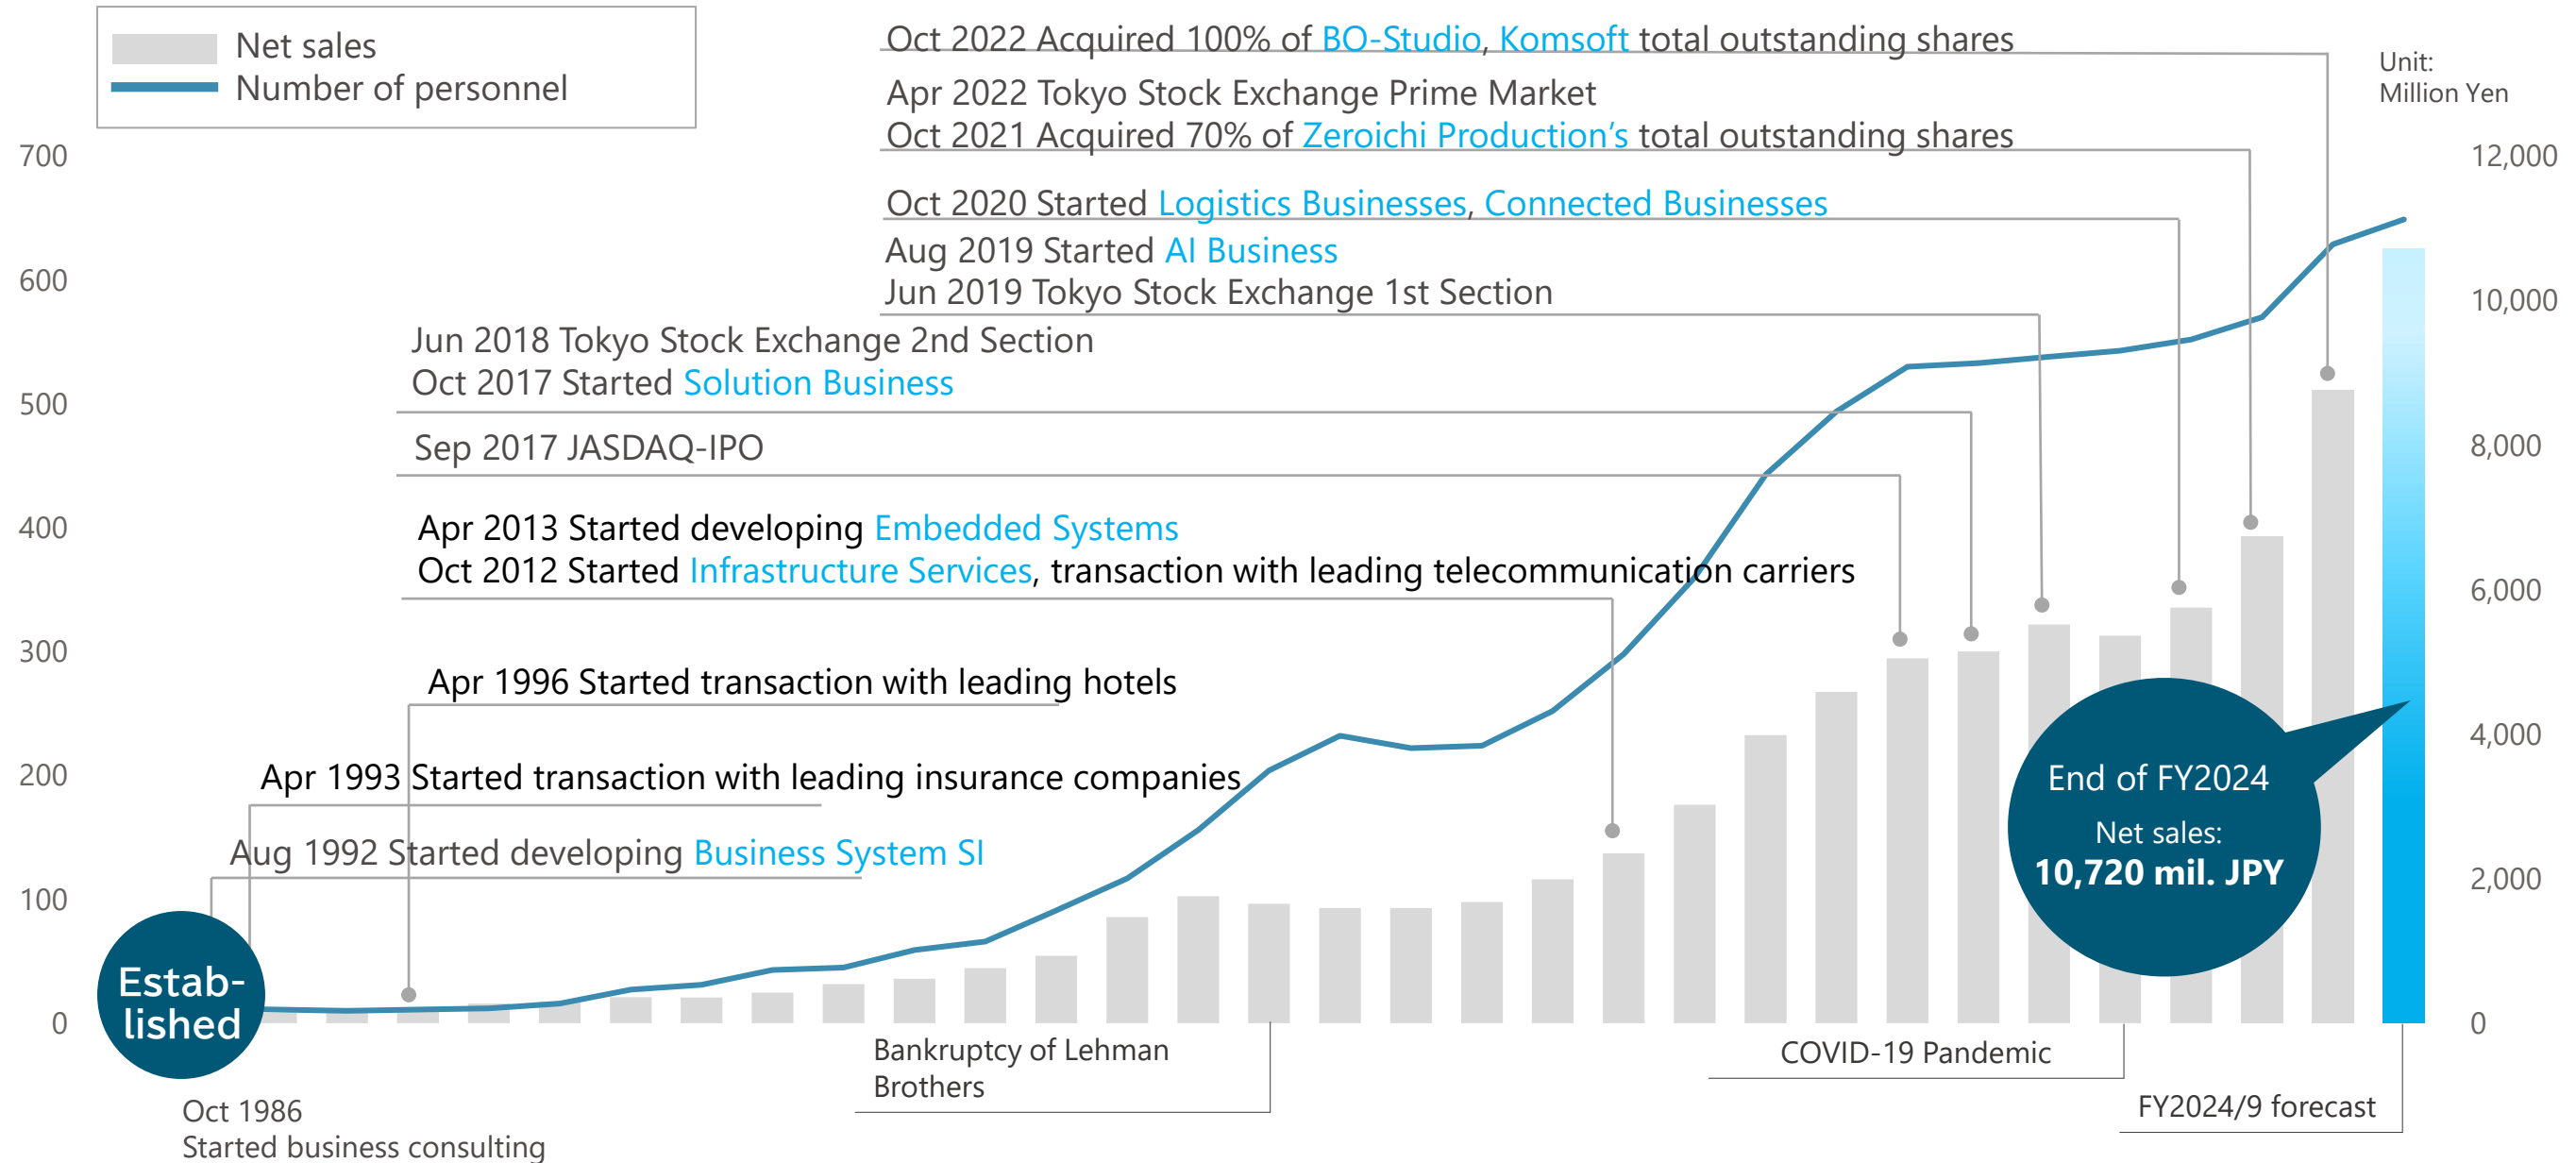 Net sales
Number of personnel
Oct 2022 Acquired 100% of BO-Studio, Komsoft total outstanding shares
Apr 2022 Tokyo Stock Exchange Prime Market
Oct 2021 Acquired 70% of Zeroichi Production’s total outstanding shares
Oct 2020 Started Logistics Businesses, Connected Businesses
Aug 2019 Started AI Business
Jun 2019 Tokyo Stock Exchange 1st Section
Jun 2018 Tokyo Stock Exchange 2nd Section
Oct 2017 Started Solution Business
Sep 2017 JASDAQ-IPO
Apr 2013 Started developing Embedded Systems
Oct 2012 Started Infrastructure Services, transaction with leading telecommunication carriers
Apr 1996 Started transaction with leading hotels
Apr 1993 Started transaction with leading insurance companies
Aug 1992 Started developing Business System SI
Unit:
Million Yen
700
600
500
400
300
200
100
0
12,000
10,000
8,000
6,000
4,000
2,000
0
Estab-
lished
End of FY2024
Net sales:
10,720 mil. JPY
Bankruptcy of Lehman
Brothers
COVID-19 Pandemic
FY2024/9 forecast
Oct 1986
Started business consulting